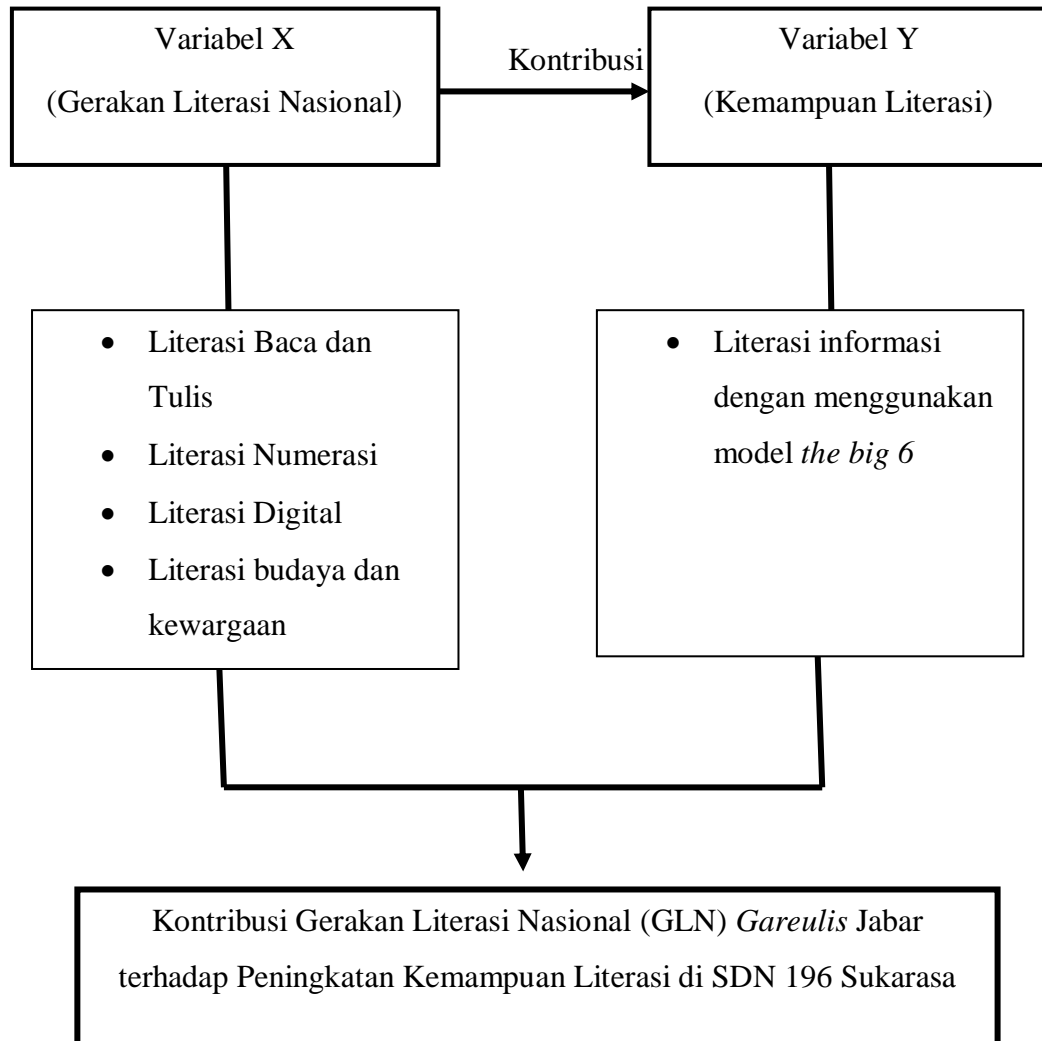 Variabel X
(Gerakan Literasi Nasional)
Kontribusi
Variabel Y
(Kemampuan Literasi)
• Literasi Baca dan
Tulis
• Literasi Numerasi
• Literasi Digital
• Literasi budaya dan
kewargaan
• Literasi informasi
dengan menggunakan
model the big 6
Kontribusi Gerakan Literasi Nasional (GLN) Gareulis Jabar
terhadap Peningkatan Kemampuan Literasi di SDN 196 Sukarasa